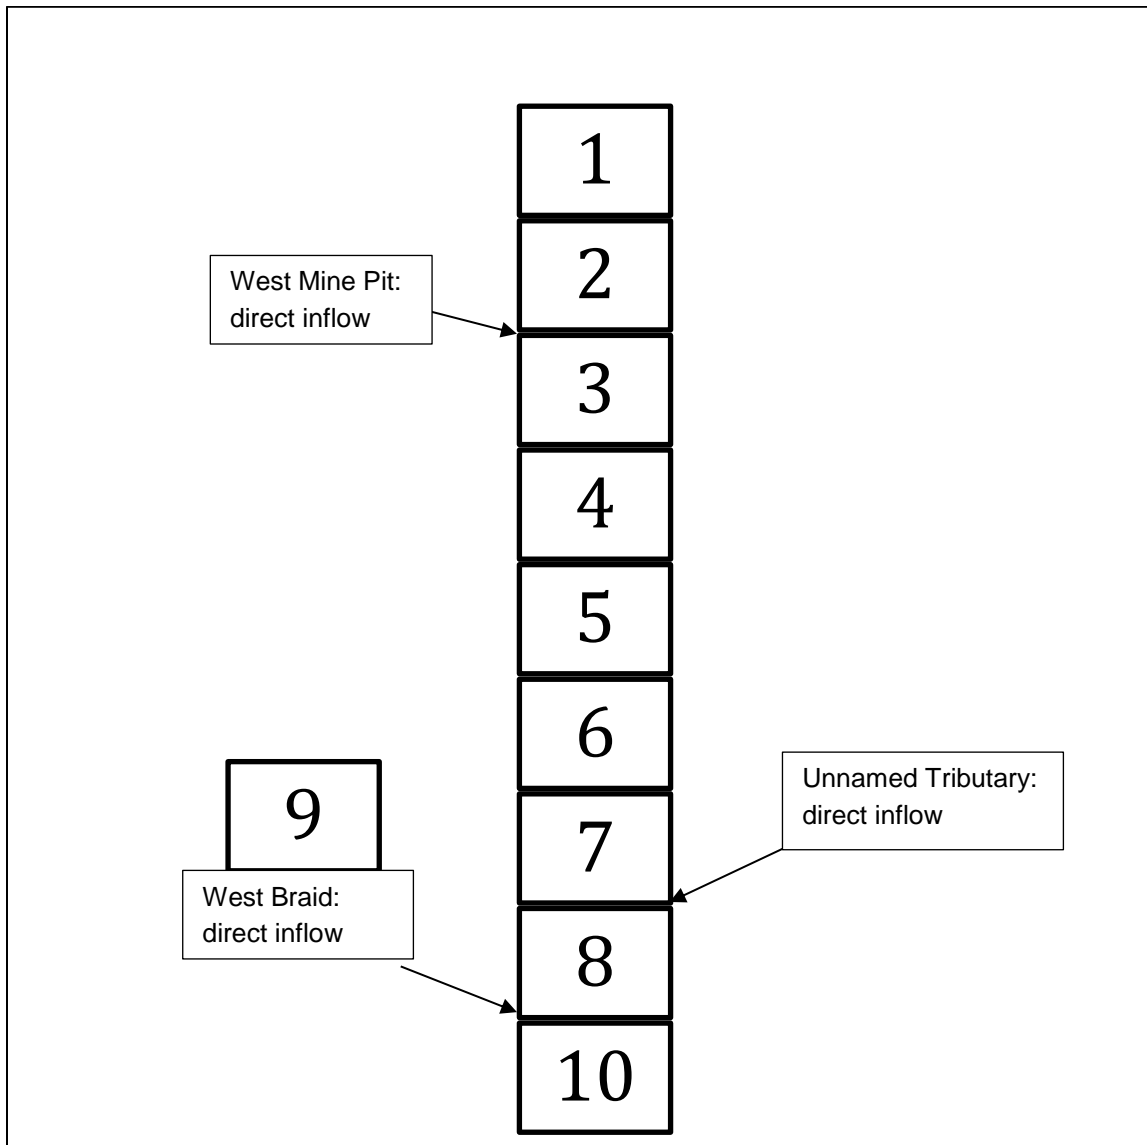 1
2
West Mine Pit:
direct inflow
3
4
5
6
Unnamed Tributary:
direct inflow
9
7
West Braid:
direct inflow
8
10